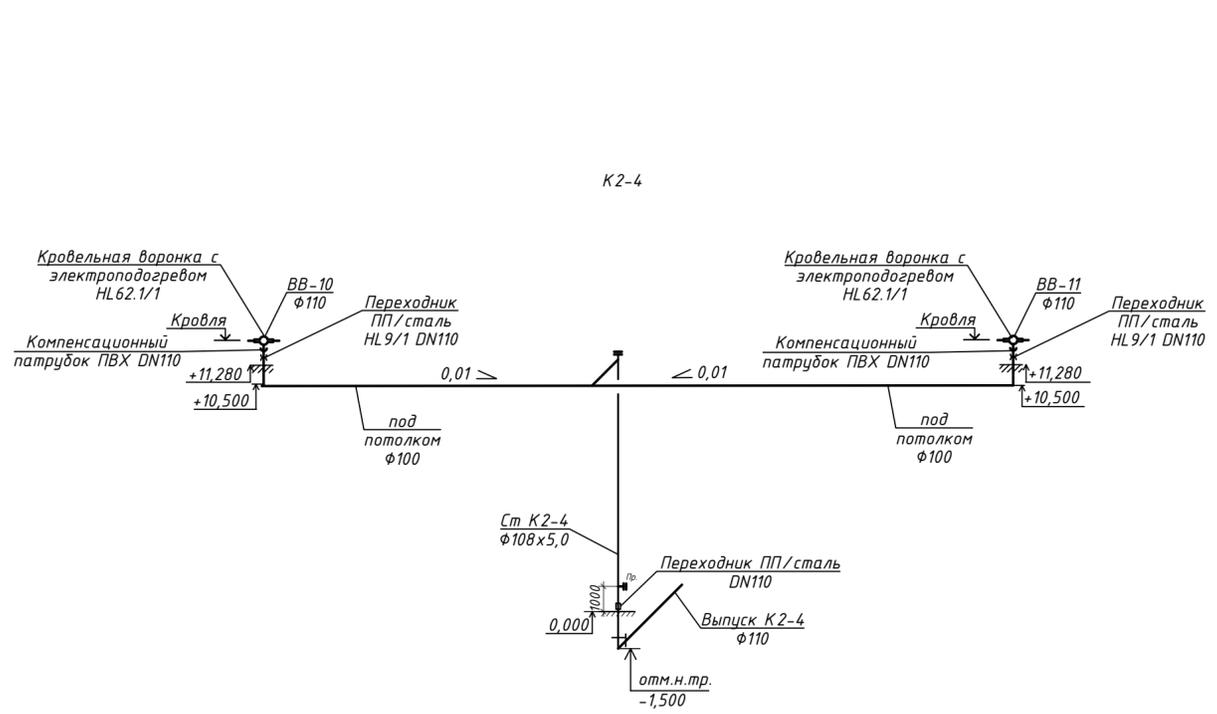 К2-4
Кровельная воронка с
электроподогревом
HL62.1/1
ВВ-10
Ф110
Переходник
ПП/сталь
HL9/1 DN110
Кровля
Компенсационный
патрубок ПВХ DN110
+11,280
+10,500
0,01
под
потолком
Ф100
Кровельная воронка с
электроподогревом
HL62.1/1
ВВ-11
Ф110
Переходник
ПП/сталь
HL9/1 DN110
Кровля
Компенсационный
патрубок ПВХ DN110
+11,280
+10,500
0,01
под
потолком
Ф100
Ст К2-4
Ф108х5,0
Пр.
1000
Переходник ПП/сталь
DN110
0,000
Выпуск К2-4
Ф110
отм.н.тр.
-1,500